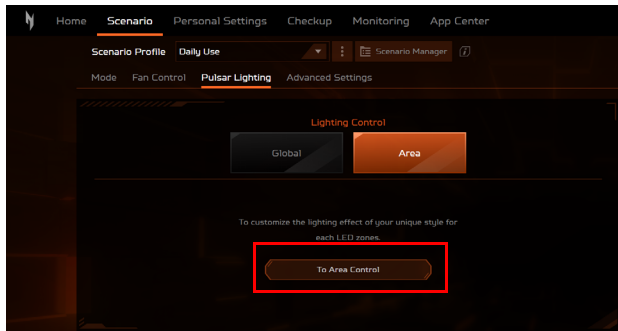 Home Scenario Personal Settings Checkup Monitoring App Center
Scenario Profile Daily Use Scenario Manager i
Mode Fan Control Pulsar Lighting Advanced Settings
Lighting Control
Global Area
To customize the lighting effect of your unique style for
each LED zones.
To Area Control